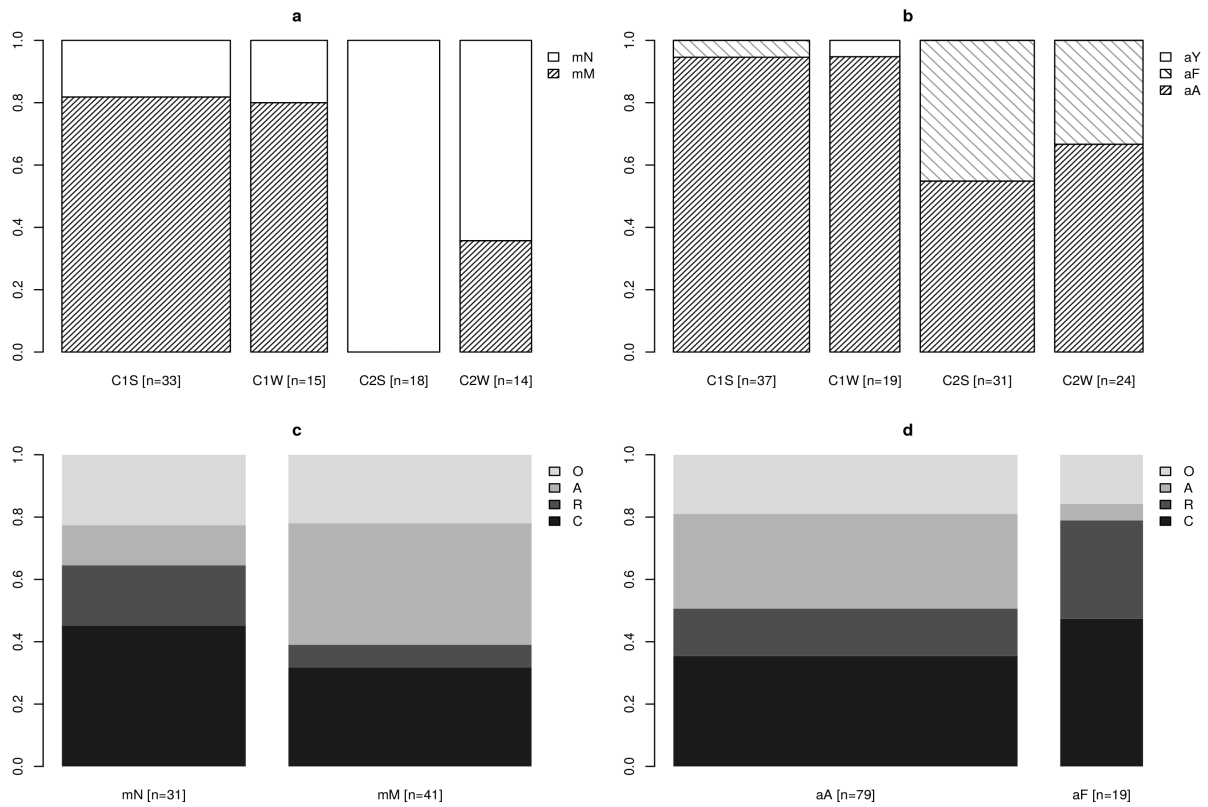 a
0.0 0.2 0.4 0.6 0.8 1.0
mN
mM
C1S [n=33] C1W [n=15] C2S [n=18] C2W [n=14]
b
0.0 0.2 0.4 0.6 0.8 1.0
aY
aF
aA
C1S [n=37] C1W [n=19] C2S [n=31] C2W [n=24]
c
0.0 0.2 0.4 0.6 0.8 1.0
O
A
R
C
mN [n=31] mM [n=41]
d
0.0 0.2 0.4 0.6 0.8 1.0
O
A
R
C
aA [n=79] aF [n=19]